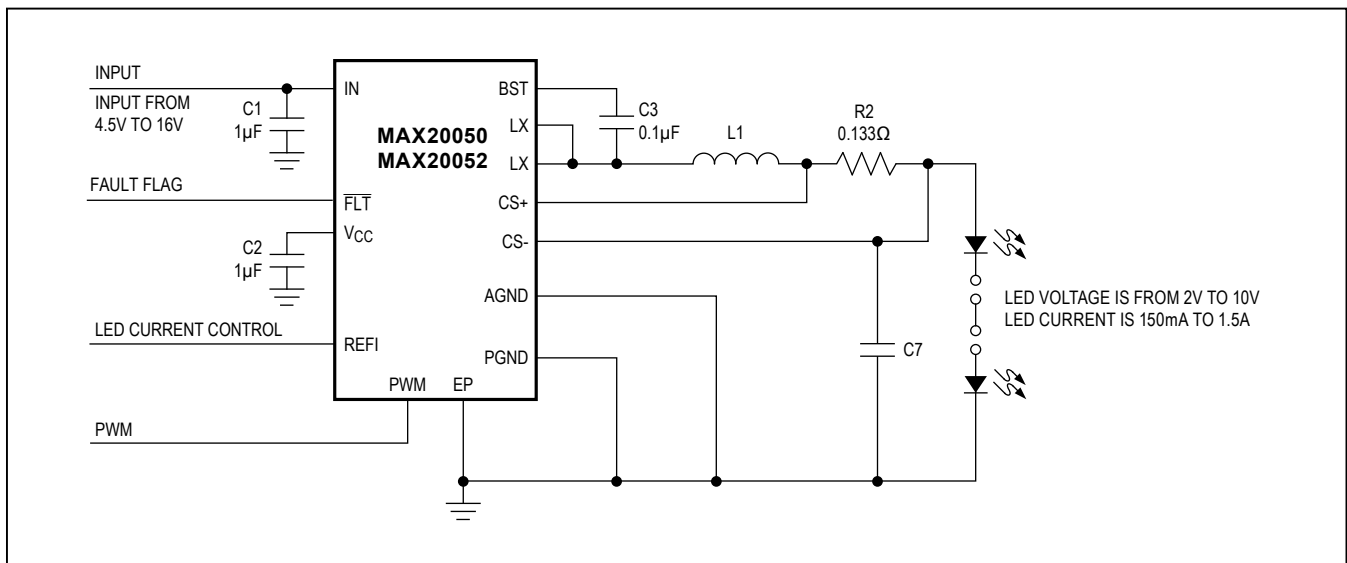 INPUT
INPUT FROM
4.5V TO 16V
C1
1µF
FAULT FLAG
C2
1µF
LED CURRENT CONTROL
PWM
IN
FLT
VCC
REFI
PWM
EP
MAX20050
MAX20052
BST
LX
LX
CS+
CS-
AGND
PGND
C3
0.1µF
L1
R2
0.133Ω
C7
LED VOLTAGE IS FROM 2V TO 10V
LED CURRENT IS 150mA TO 1.5A